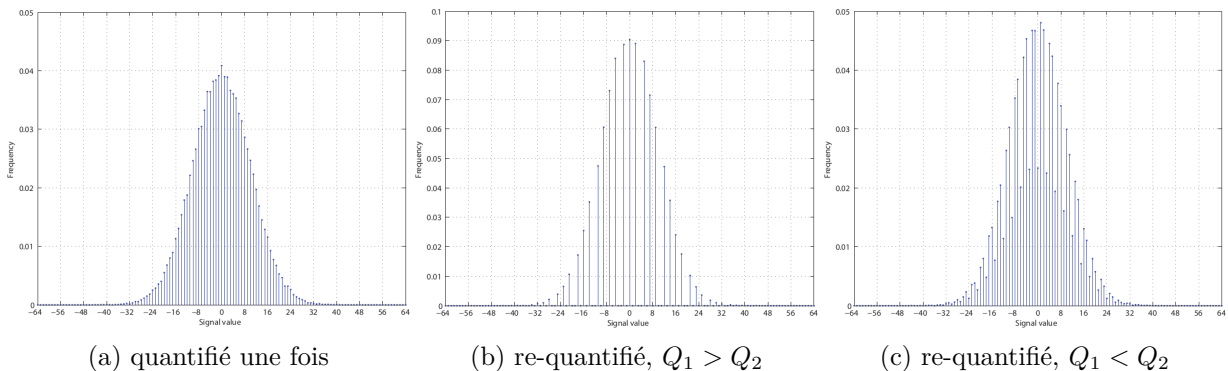 0.05
0.04
0.03
0.02
0.01
0
Frequency
−64 −56 −48 −40 −32 −24 −16 −8 0 8 16 24 32 40 48 56 64
Signal value
(a) quantifié une fois
0.1
0.09
0.08
0.07
0.06
0.05
0.04
0.03
0.02
0.01
0
Frequency
−64 −56 −48 −40 −32 −24 −16 −8 0 8 16 24 32 40 48 56 64
Signal value
(b) re-quantifié, Q₁ > Q₂
0.05
0.04
0.03
0.02
0.01
0
Frequency
−64 −56 −48 −40 −32 −24 −16 −8 0 8 16 24 32 40 48 56 64
Signal value
(c) re-quantifié, Q₁ < Q₂